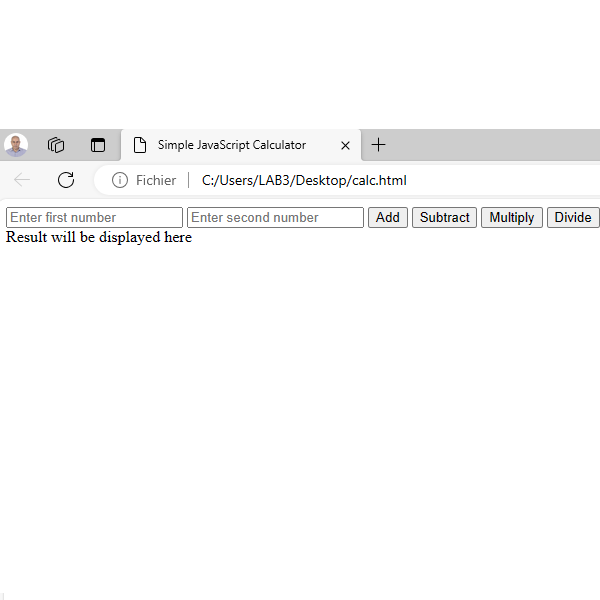 Simple JavaScript Calculator
Fichier C:/Users/LAB3/Desktop/calc.html
Enter first number Enter second number Add Subtract Multiply Divide
Result will be displayed here